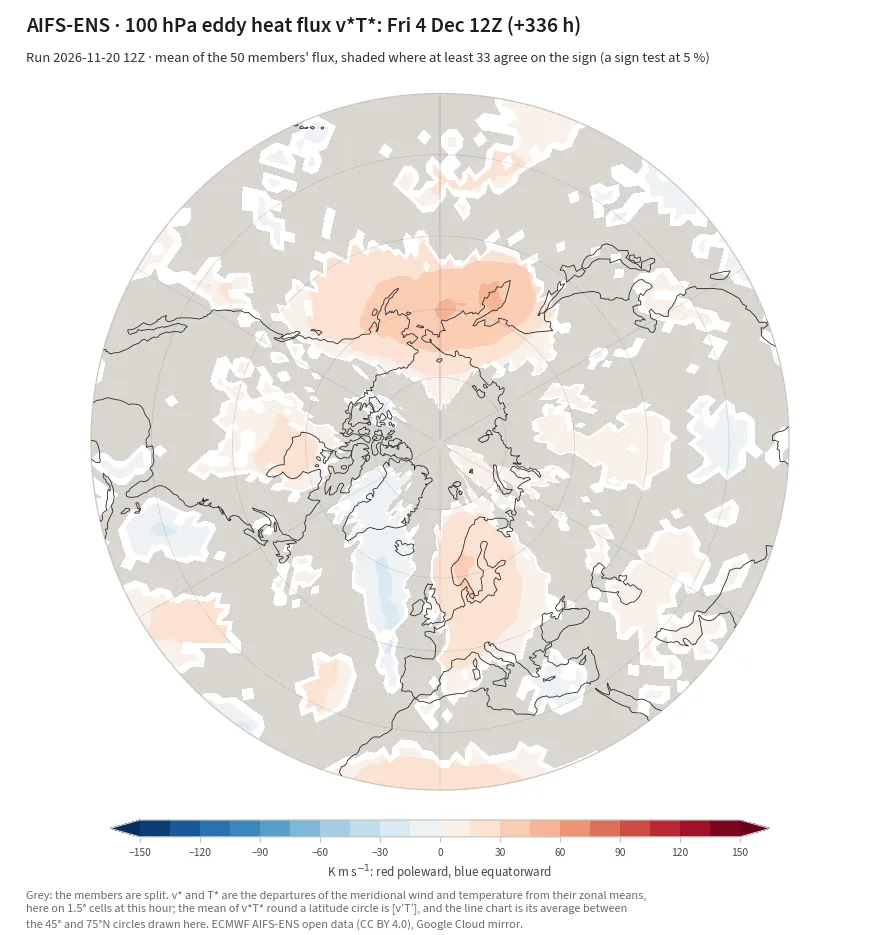 AIFS-ENS · 100 hPa eddy heat flux v*T*: Fri 4 Dec 12Z (+336 h)
Run 2026-11-20 12Z · mean of the 50 members' flux, shaded where at least 33 agree on the sign (a sign test at 5 %)
−150 −120 −90 −60 −30 0 30 60 90 120 150
K m s⁻¹: red poleward, blue equatorward
Grey: the members are split. v* and T* are the departures of the meridional wind and temperature from their zonal means,
here on 1.5° cells at this hour; the mean of v*T* round a latitude circle is [v′T′], and the line chart is its average between
the 45° and 75°N circles drawn here. ECMWF AIFS-ENS open data (CC BY 4.0), Google Cloud mirror.